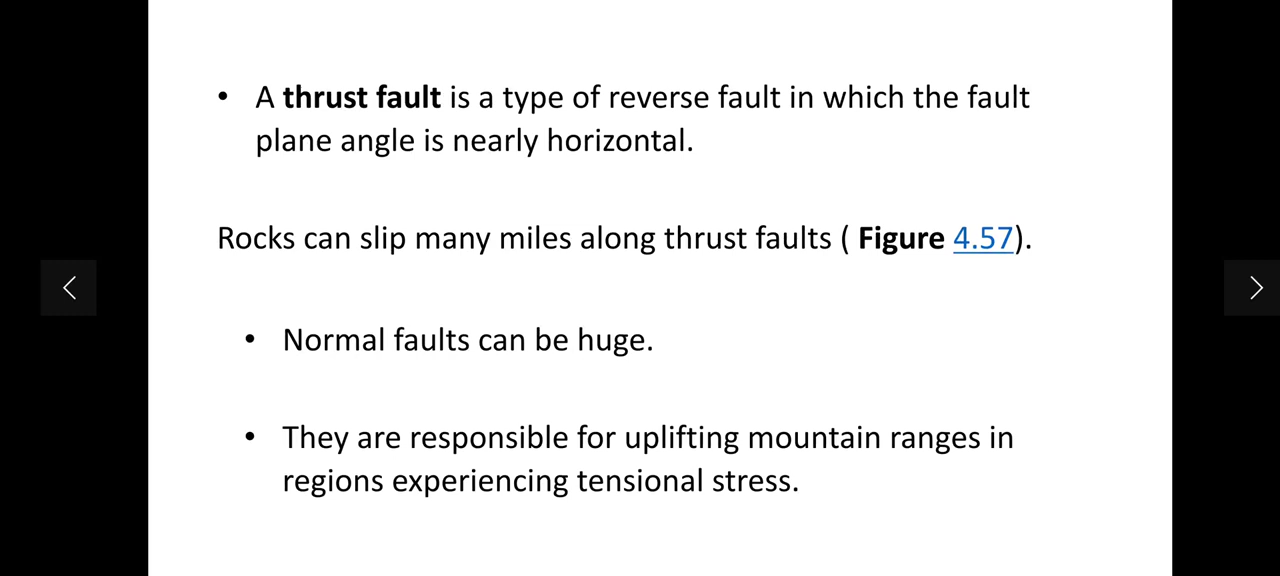 • A thrust fault is a type of reverse fault in which the fault
plane angle is nearly horizontal.
Rocks can slip many miles along thrust faults ( Figure 4.57).
• Normal faults can be huge.
• They are responsible for uplifting mountain ranges in
regions experiencing tensional stress.